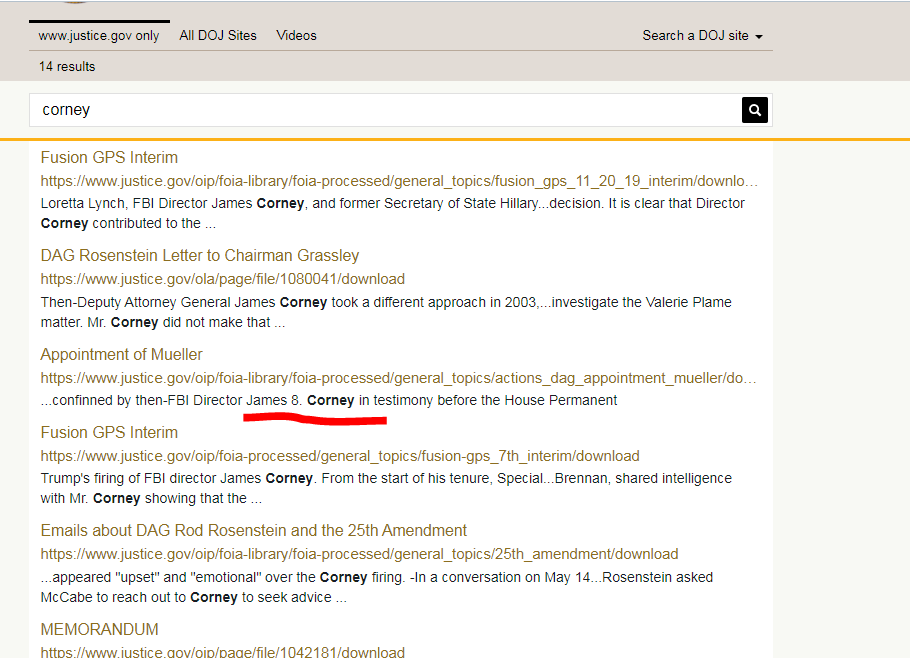 www.justice.gov only All DOJ Sites Videos Search a DOJ site
14 results
corney
Fusion GPS Interim
https://www.justice.gov/oip/foia-library/foia-processed/general_topics/fusion_gps_11_20_19_interim/downlo...
Loretta Lynch, FBI Director James Corney, and former Secretary of State Hillary...decision. It is clear that Director
Corney contributed to the ...
DAG Rosenstein Letter to Chairman Grassley
https://www.justice.gov/ola/page/file/1080041/download
Then-Deputy Attorney General James Corney took a different approach in 2003,...investigate the Valerie Plame
matter. Mr. Corney did not make that ...
Appointment of Mueller
https://www.justice.gov/oip/foia-library/foia-processed/general_topics/actions_dag_appointment_mueller/do...
...confinned by then-FBI Director James 8. Corney in testimony before the House Permanent
Fusion GPS Interim
https://www.justice.gov/oip/foia-processed/general_topics/fusion-gps_7th_interim/download
Trump's firing of FBI director James Corney. From the start of his tenure, Special...Brennan, shared intelligence
with Mr. Corney showing that the ...
Emails about DAG Rod Rosenstein and the 25th Amendment
https://www.justice.gov/oip/foia-library/foia-processed/general_topics/25th_amendment/download
...appeared "upset" and "emotional" over the Corney firing. -In a conversation on May 14...Rosenstein asked
McCabe to reach out to Corney to seek advice ...
MEMORANDUM
https://www.justice.gov/oip/page/file/1042181/download